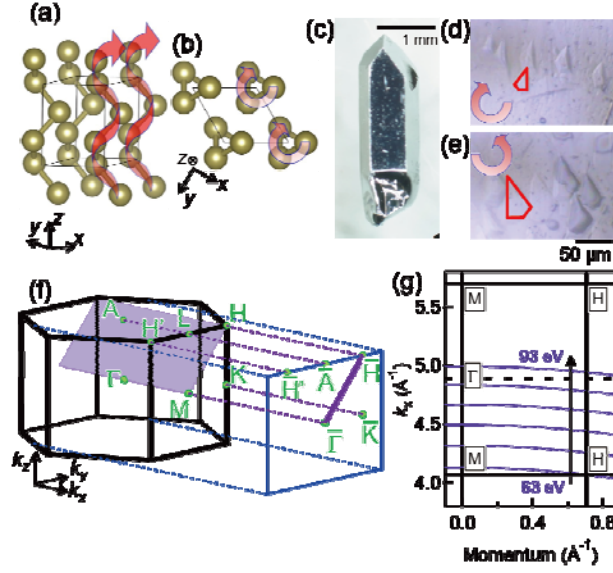 (a)
(b)
(c)
1 mm
(d)
(e)
50 µm
z
x
y
z
y
x
(f)
A
H'
L
H
Γ
M
K
H̅'
A̅
H̅
Γ̅
K̅
kz
ky
kx
(g)
kx (Å⁻¹)
5.5
5.0
4.5
4.0
M
H
Γ
M
H
93 eV
63 eV
0.0
0.4
0.8
Momentum (Å⁻¹)